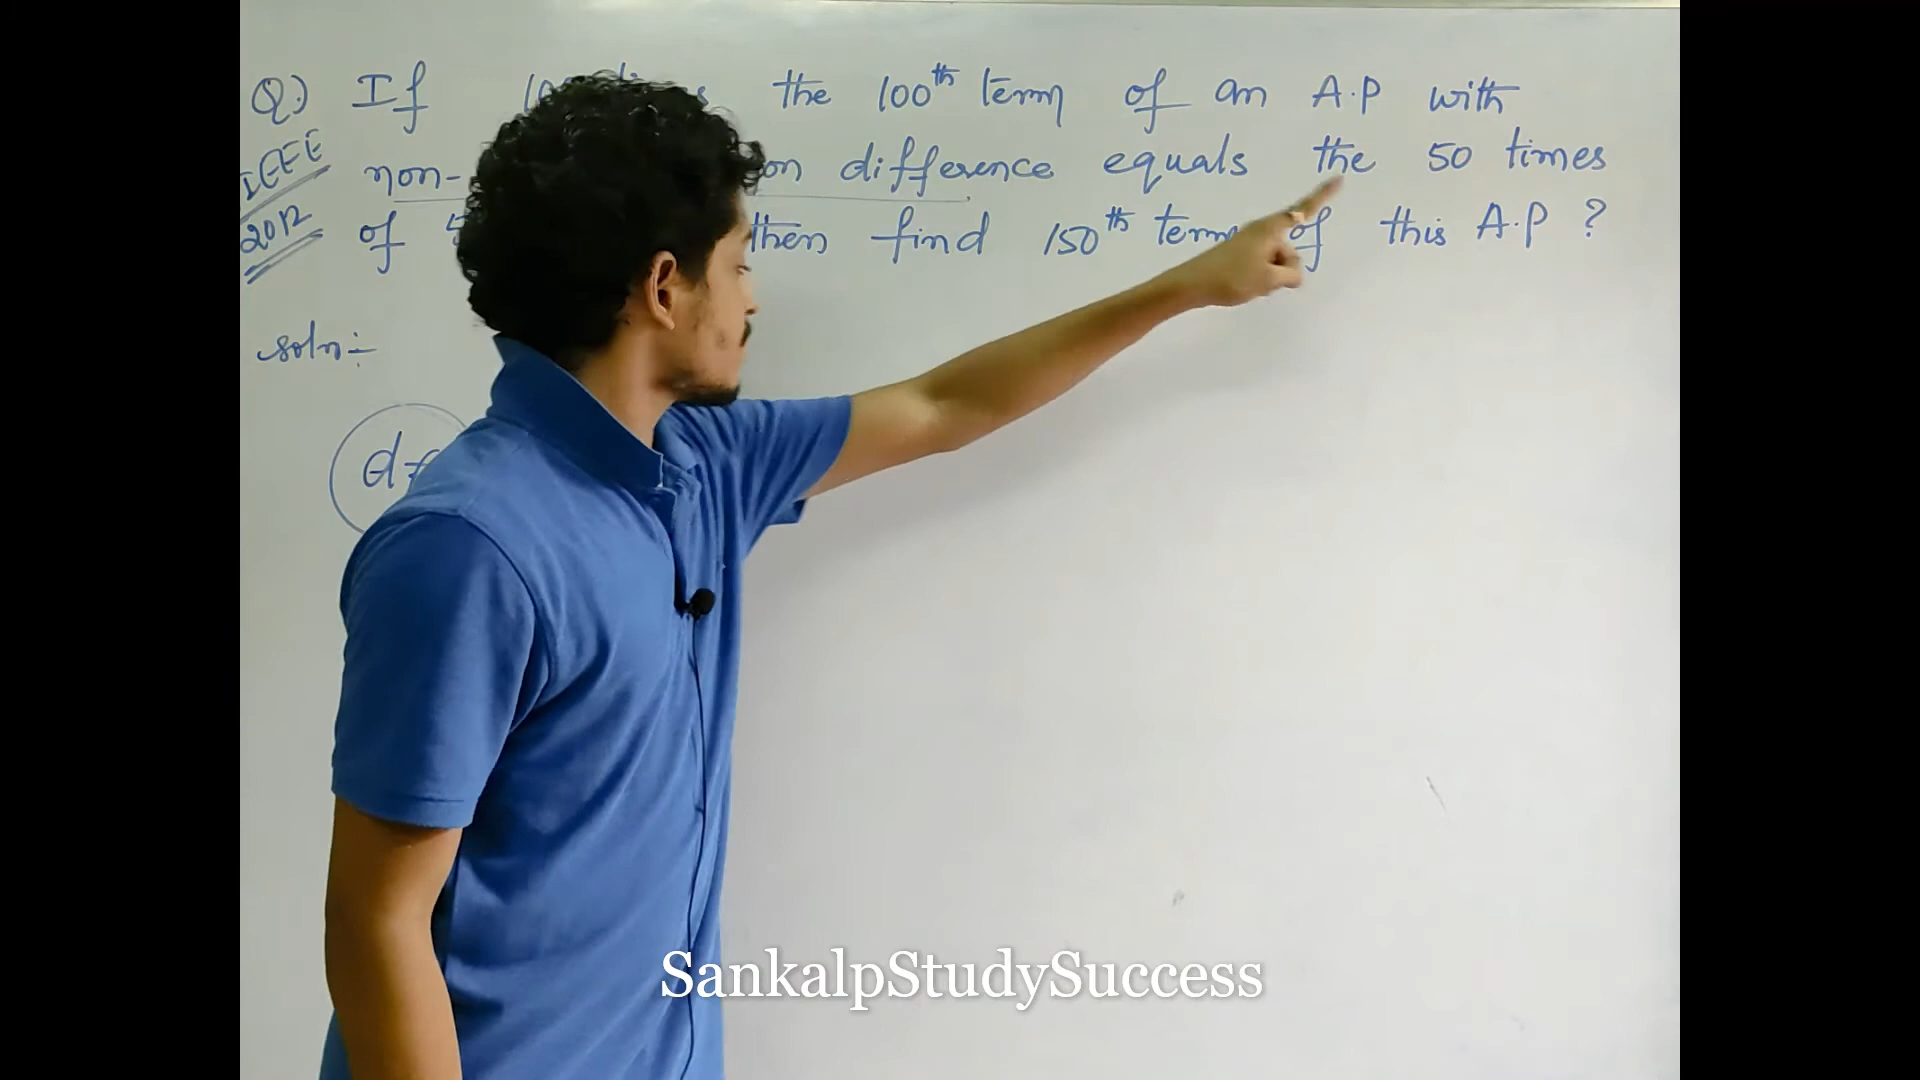 Q.) If the 100th term of an A.P with
IEEE non- difference equals the 50 times
2012 of then find 150th term of this A.P ?
soln:-
SankalpStudySuccess